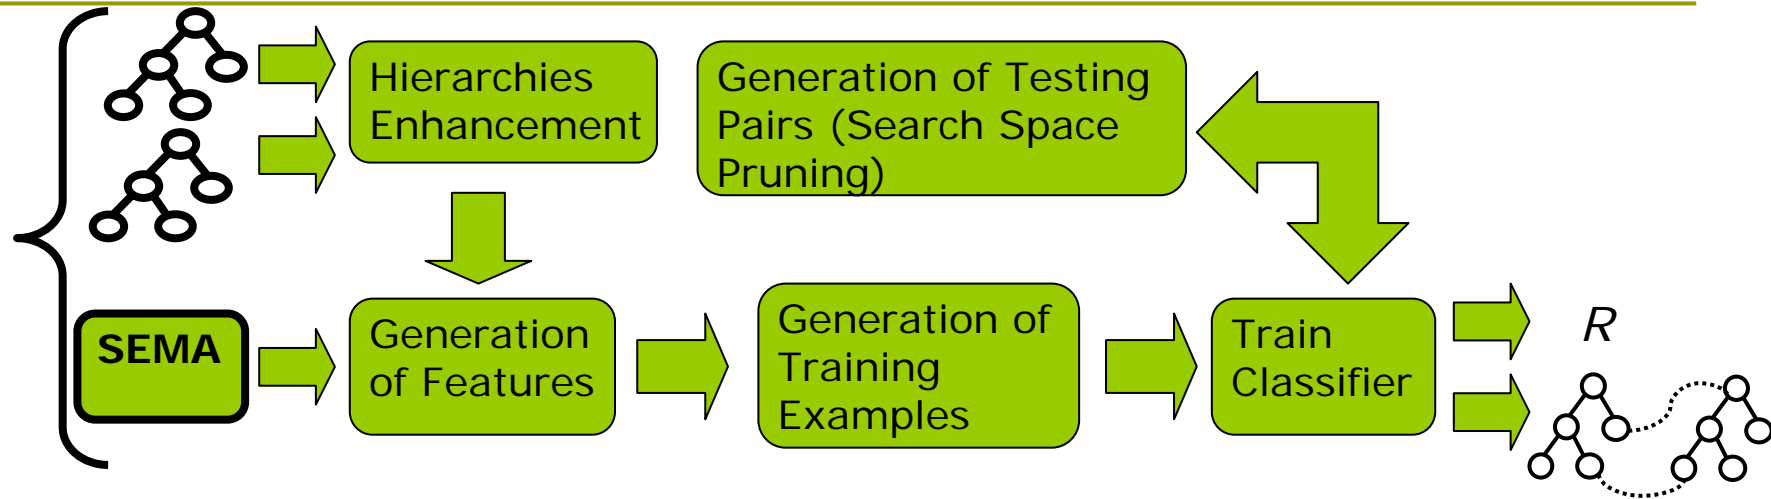 Hierarchies
Enhancement
Generation of Testing
Pairs (Search Space
Pruning)
SEMA
Generation
of Features
Generation of
Training
Examples
Train
Classifier
R